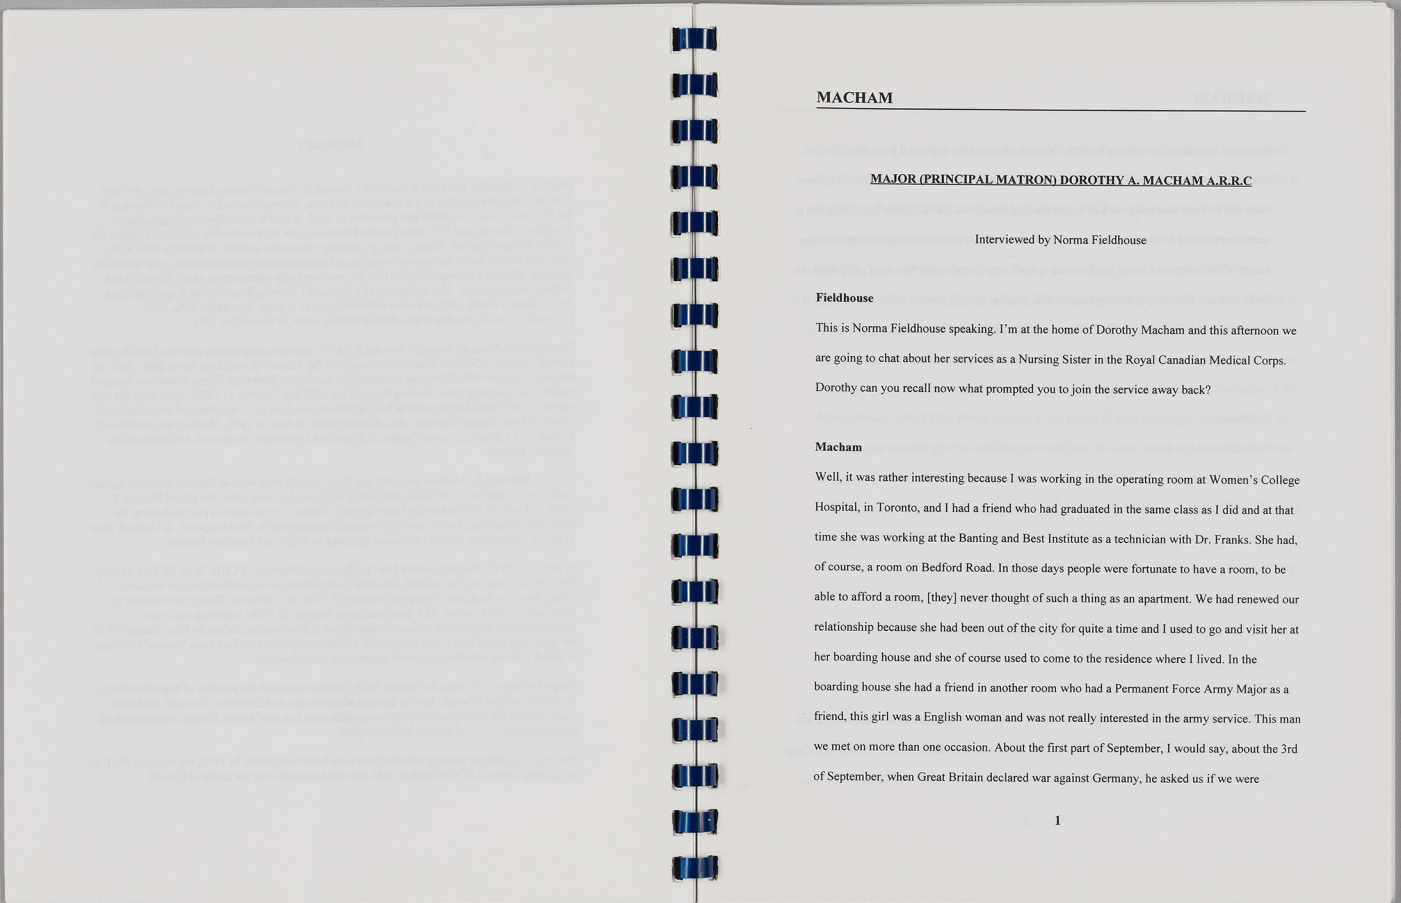 MACHAM
MAJOR (PRINCIPAL MATRON) DOROTHY A. MACHAM A.R.R.C
Interviewed by Norma Fieldhouse
Fieldhouse
This is Norma Fieldhouse speaking. I'm at the home of Dorothy Macham and this afternoon we
are going to chat about her services as a Nursing Sister in the Royal Canadian Medical Corps.
Dorothy can you recall now what prompted you to join the service away back?
Macham
Well, it was rather interesting because I was working in the operating room at Women's College
Hospital, in Toronto, and I had a friend who had graduated in the same class as I did and at that
time she was working at the Banting and Best Institute as a technician with Dr. Franks. She had,
of course, a room on Bedford Road. In those days people were fortunate to have a room, to be
able to afford a room, [they] never thought of such a thing as an apartment. We had renewed our
relationship because she had been out of the city for quite a time and I used to go and visit her at
her boarding house and she of course used to come to the residence where I lived. In the
boarding house she had a friend in another room who had a Permanent Force Army Major as a
friend, this girl was a English woman and was not really interested in the army service. This man
we met on more than one occasion. About the first part of September, I would say, about the 3rd
of September, when Great Britain declared war against Germany, he asked us if we were
1